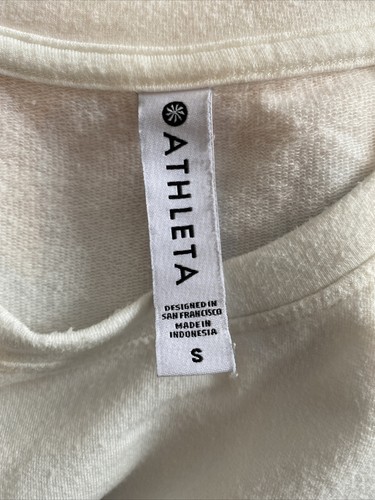 ATHLETA
DESIGNED IN
SAN FRANCISCO
MADE IN
INDONESIA
S